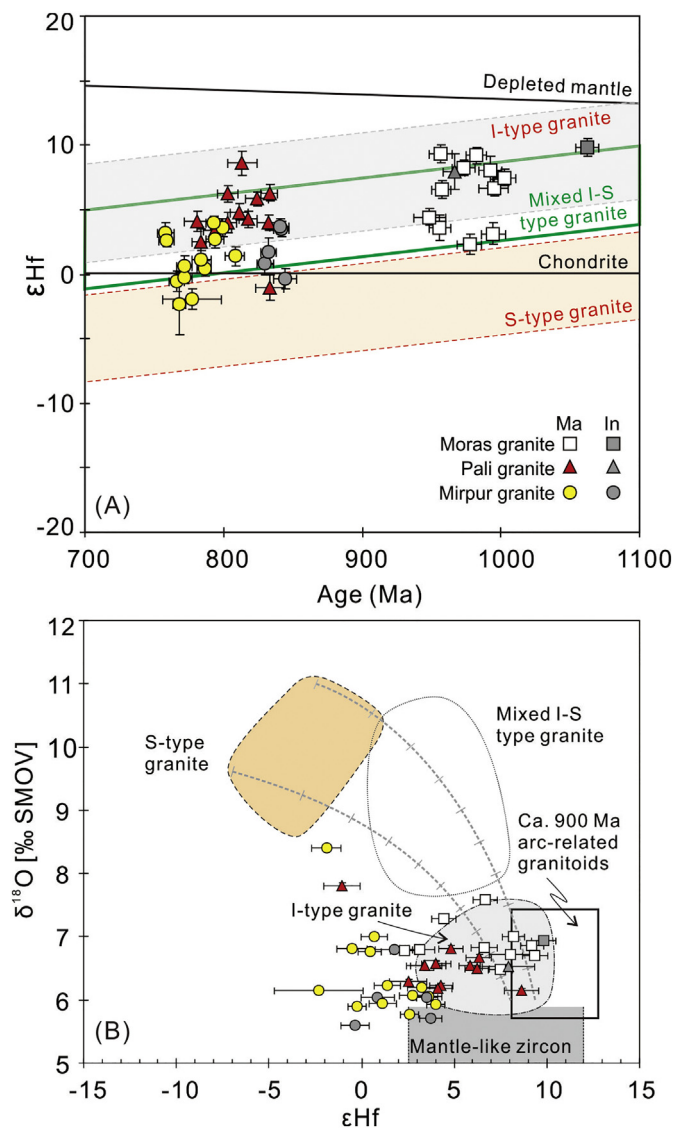 20
10
0
-10
-20
εHf
Depleted mantle
I-type granite
Mixed I-S
type granite
Chondrite
S-type granite
Ma In
Moras granite
Pali granite
Mirpur granite
(A)
700 800 900 1000 1100
Age (Ma)
12
11
10
9
8
7
6
5
δ¹⁸O [‰ SMOV]
S-type
granite
Mixed I-S
type granite
Ca. 900 Ma
arc-related
granitoids
I-type granite
(B)
Mantle-like zircon
-15 -10 -5 0 5 10 15
εHf